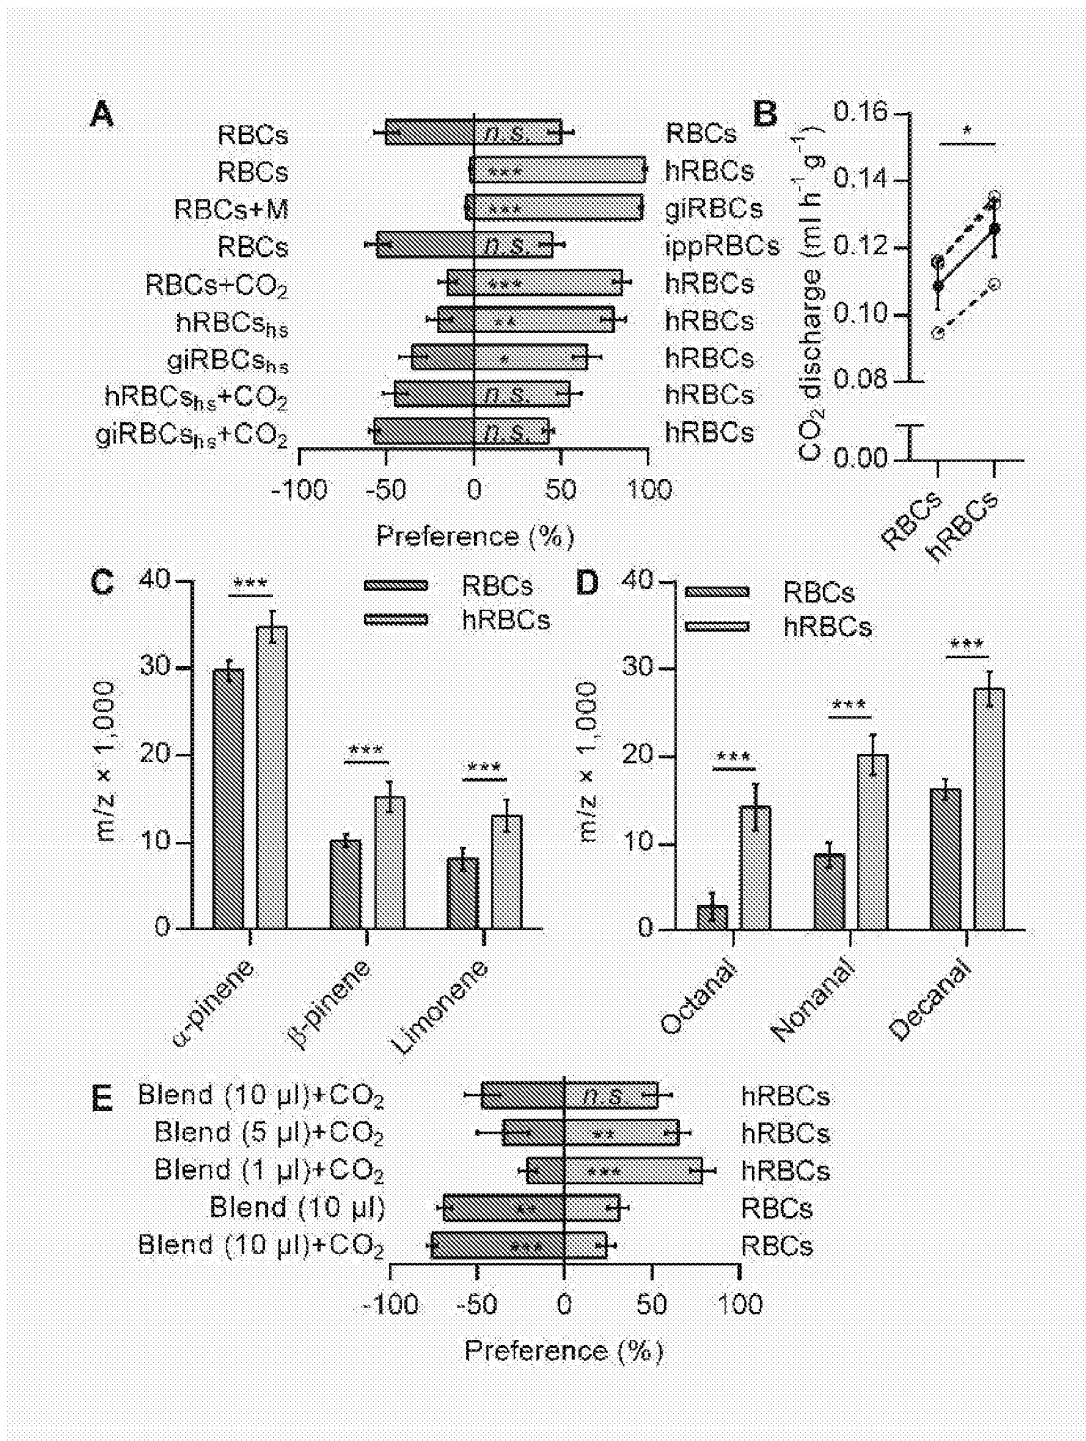 A
RBCs n.s. RBCs
RBCs *** hRBCs
RBCs+M *** giRBCs
RBCs n.s. ippRBCs
RBCs+CO₂ *** hRBCs
hRBCsₕₛ ** hRBCs
giRBCsₕₛ * hRBCs
hRBCsₕₛ+CO₂ n.s. hRBCs
giRBCsₕₛ+CO₂ n.s. hRBCs
-100 -50 0 50 100
Preference (%)
B
CO₂ discharge (ml h⁻¹ g⁻¹)
0.16
0.14
0.12
0.10
0.08
0.00
*
RBCs
hRBCs
C
m/z × 1,000
40
30
20
10
0
RBCs
hRBCs
***
***
***
α-pinene
β-pinene
Limonene
D
m/z × 1,000
40
30
20
10
0
RBCs
hRBCs
***
***
***
Octanal
Nonanal
Decanal
E
Blend (10 µl)+CO₂ n.s. hRBCs
Blend (5 µl)+CO₂ ** hRBCs
Blend (1 µl)+CO₂ *** hRBCs
Blend (10 µl) ** RBCs
Blend (10 µl)+CO₂ *** RBCs
-100 -50 0 50 100
Preference (%)